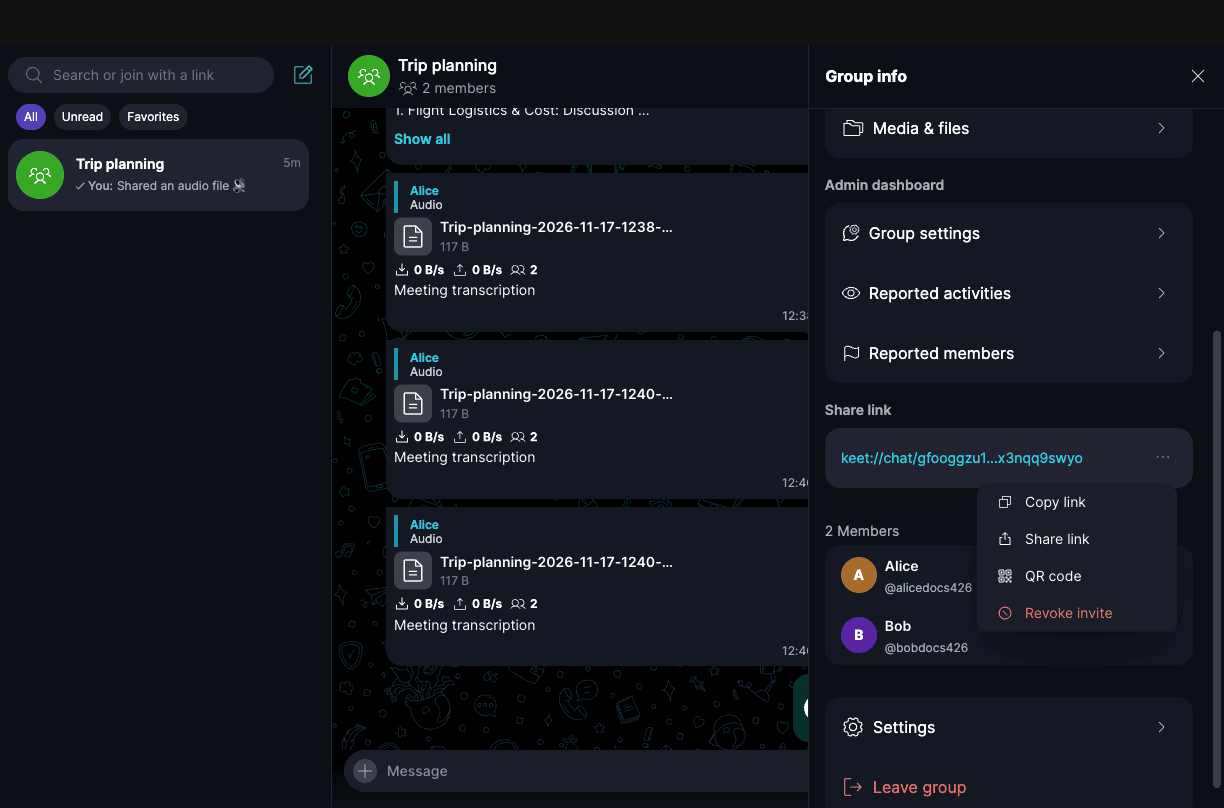 Search or join with a link
All
Unread
Favorites
Trip planning
5m
You: Shared an audio file
Trip planning
2 members
1. Flight Logistics & Cost: Discussion ...
Show all
Alice
Audio
Trip-planning-2026-11-17-1238-...
117 B
0 B/s 0 B/s 2
Meeting transcription
12:38
Alice
Audio
Trip-planning-2026-11-17-1240-...
117 B
0 B/s 0 B/s 2
Meeting transcription
12:40
Alice
Audio
Trip-planning-2026-11-17-1240-...
117 B
0 B/s 0 B/s 2
Meeting transcription
12:40
Message
Group info
Media & files
Admin dashboard
Group settings
Reported activities
Reported members
Share link
keet://chat/gfooggzu1...x3nqq9swyo
Copy link
Share link
QR code
Revoke invite
2 Members
A
Alice
@alicedocs426
B
Bob
@bobdocs426
Settings
Leave group